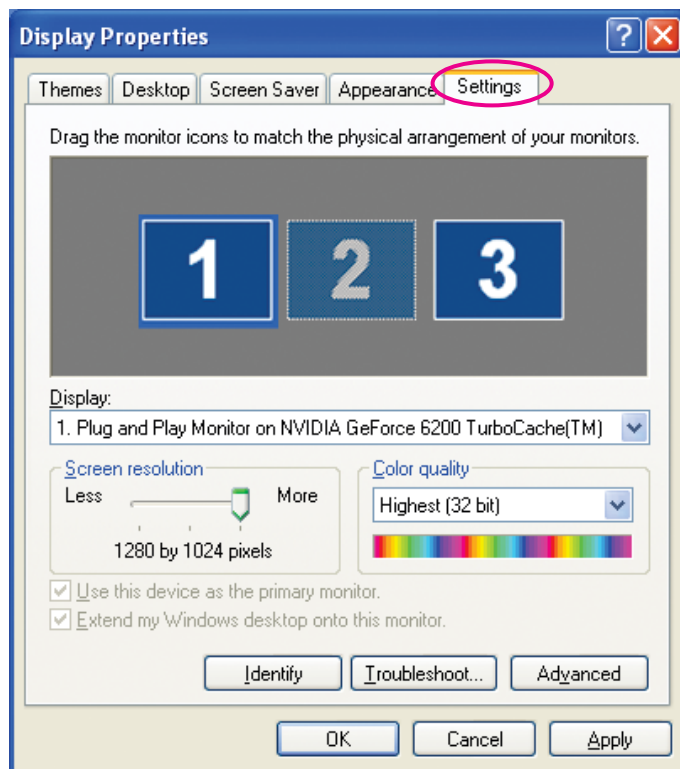 Display Properties
?
Themes Desktop Screen Saver Appearance Settings
Drag the monitor icons to match the physical arrangement of your monitors.
1 2 3
Display:
1. Plug and Play Monitor on NVIDIA GeForce 6200 TurboCache(TM)
Screen resolution
Less More
1280 by 1024 pixels
Color quality
Highest (32 bit)
Use this device as the primary monitor.
Extend my Windows desktop onto this monitor.
Identify Troubleshoot... Advanced
OK Cancel Apply